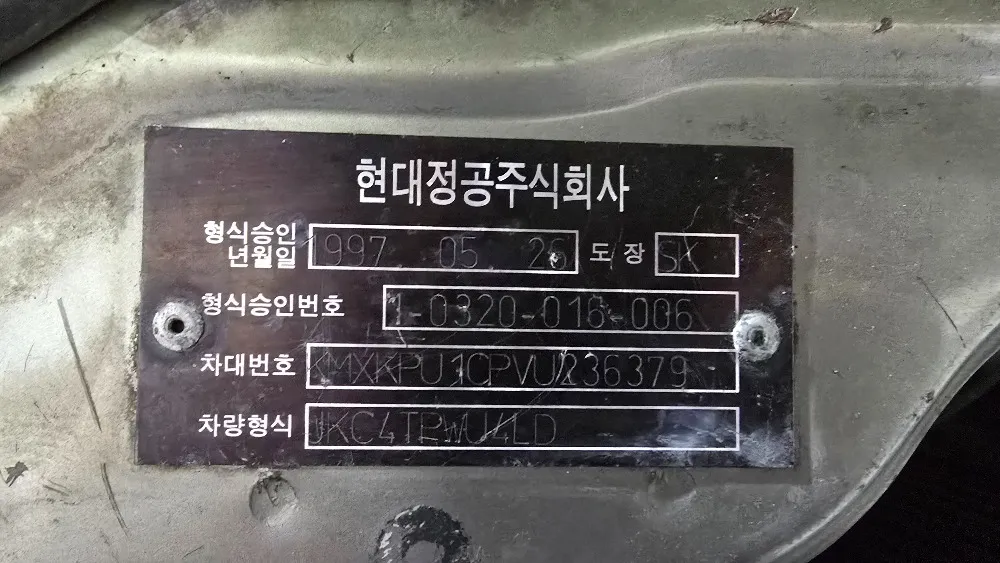 현대정공주식회사
형식승인
년월일 1997 05 26 도장 SK
형식승인번호 1-0320-016-006
차대번호 KMXKPU1CPVU236379
차량형식 JKC4TPWU4LD